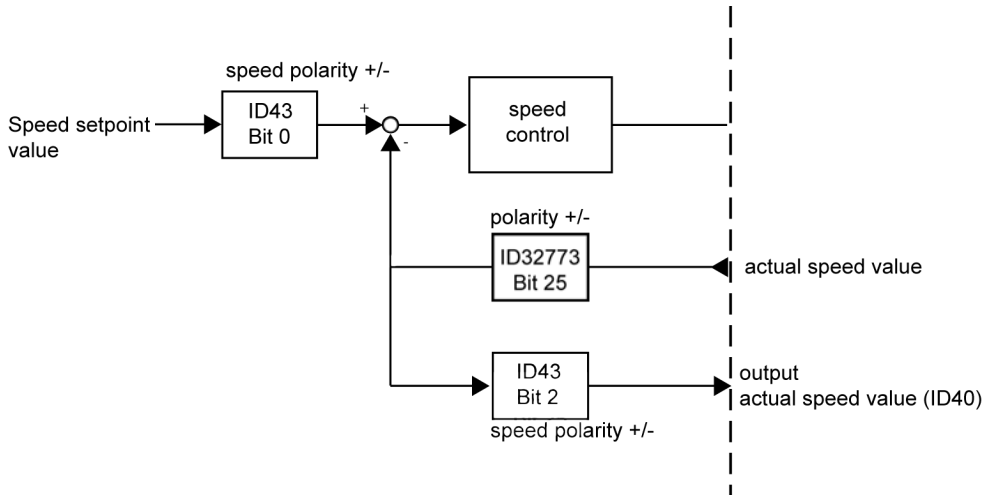 speed polarity +/-
Speed setpoint
value
ID43
Bit 0
+
-
speed
control
polarity +/-
ID32773
Bit 25
actual speed value
ID43
Bit 2
speed polarity +/-
output
actual speed value (ID40)